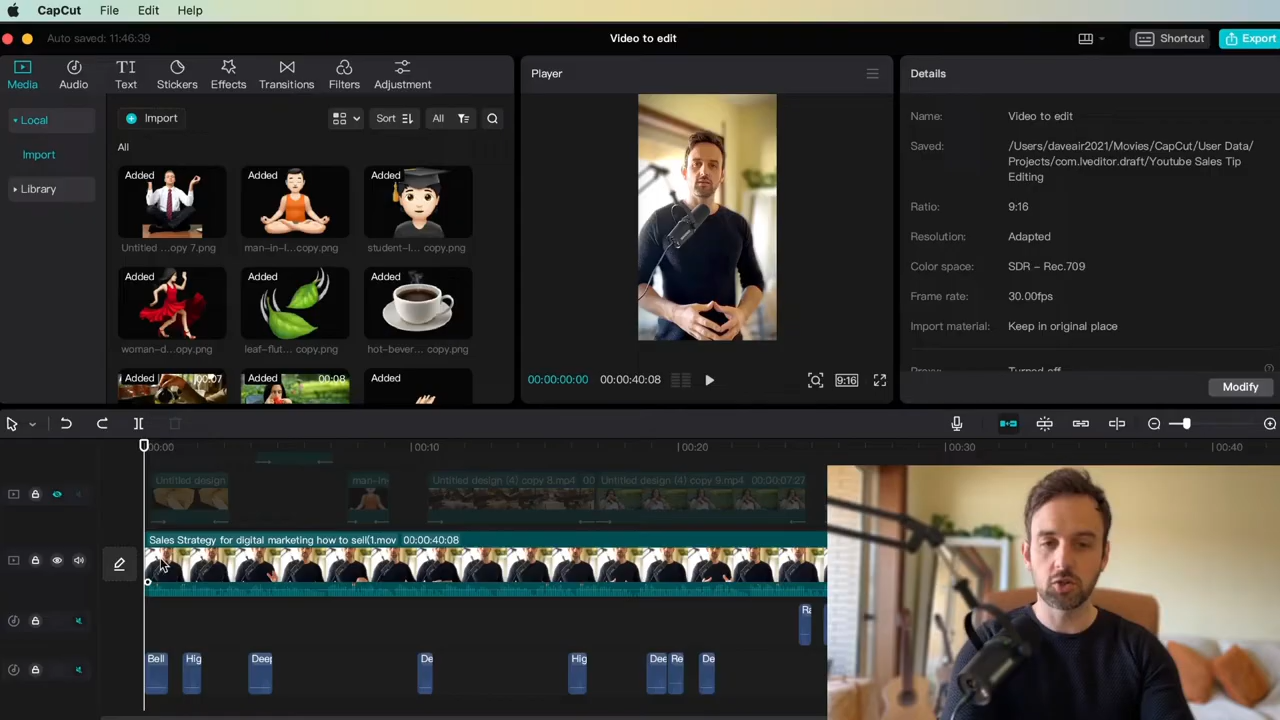 CapCut File Edit Help
Auto saved: 11:46:39
Video to edit
Shortcut
Export
Media
Audio
Text
Stickers
Effects
Transitions
Filters
Adjustment
Local
Import
Library
Import
Sort
All
All
Added
Untitled ...opy 7.png
Added
man-in-l...copy.png
Added
student-l... copy.png
Added
woman-d...opy.png
Added
leaf-flut... copy.png
Added
hot-bever... copy.png
Added 00:07
Added 00:08
Added
Player
00:00:00:00
00:00:40:08
9:16
Details
Name: Video to edit
Saved: /Users/daveair2021/Movies/CapCut/User Data/
Projects/com.lveditor.draft/Youtube Sales Tip
Editing
Ratio: 9:16
Resolution: Adapted
Color space: SDR – Rec.709
Frame rate: 30.00fps
Import material: Keep in original place
Proxy: Turned off
Modify
00:00
00:10
00:20
00:30
00:40
Untitled design
man-in-
Untitled design (4) copy 8.mp4 00
Untitled design (4) copy 9.mp4 00:00:07:27
Sales Strategy for digital marketing how to sell(1.mov 00:00:40:08
Ra
Bell
Hig
Deep
De
Hig
Dee
Re
De